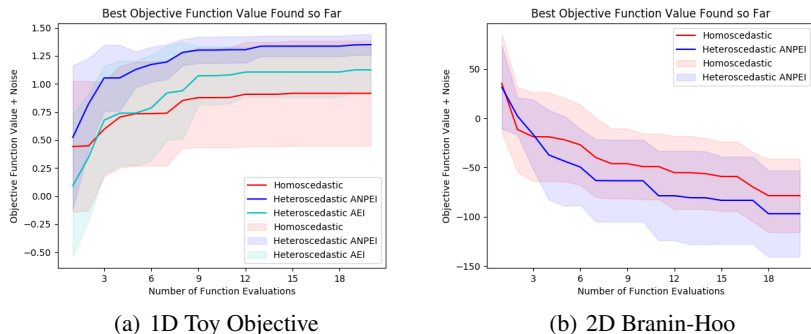 Best Objective Function Value Found so Far
Objective Function Value + Noise
1.50
1.25
1.00
0.75
0.50
0.25
0.00
−0.25
−0.50
Homoscedastic
Heteroscedastic ANPEI
Heteroscedastic AEI
Homoscedastic
Heteroscedastic ANPEI
Heteroscedastic AEI
3 6 9 12 15 18
Number of Function Evaluations
(a) 1D Toy Objective
Best Objective Function Value Found so Far
Objective Function Value + Noise
Homoscedastic
Heteroscedastic ANPEI
Homoscedastic
Heteroscedastic ANPEI
50
0
−50
−100
−150
3 6 9 12 15 18
Number of Function Evaluations
(b) 2D Branin-Hoo